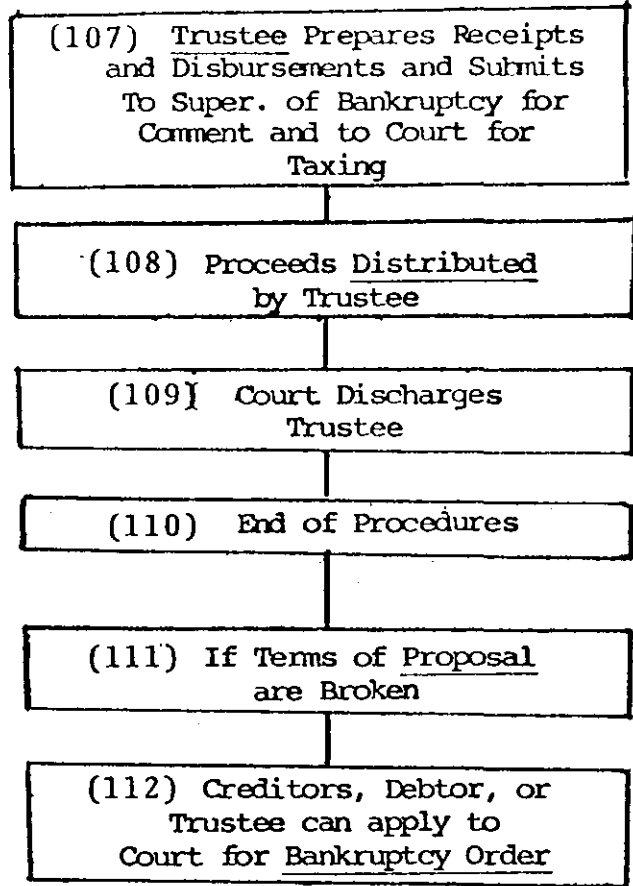 (107) Trustee Prepares Receipts
and Disbursements and Submits
To Super. of Bankruptcy for
Comment and to Court for
Taxing
(108) Proceeds Distributed
by Trustee
(109) Court Discharges
Trustee
(110) End of Procedures
(111) If Terms of Proposal
are Broken
(112) Creditors, Debtor, or
Trustee can apply to
Court for Bankruptcy Order